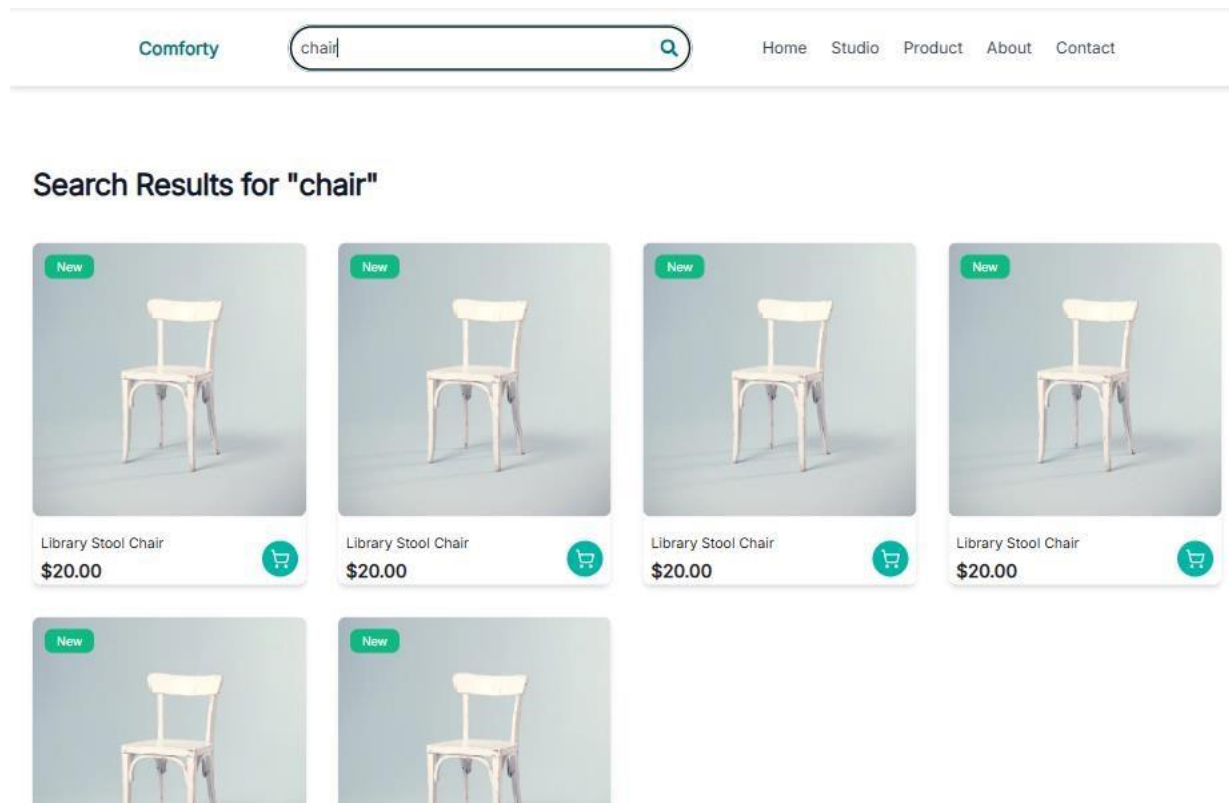 Comforty
chair
Home Studio Product About Contact
Search Results for "chair"
New
New
New
New
Library Stool Chair
$20.00
Library Stool Chair
$20.00
Library Stool Chair
$20.00
Library Stool Chair
$20.00
New
New